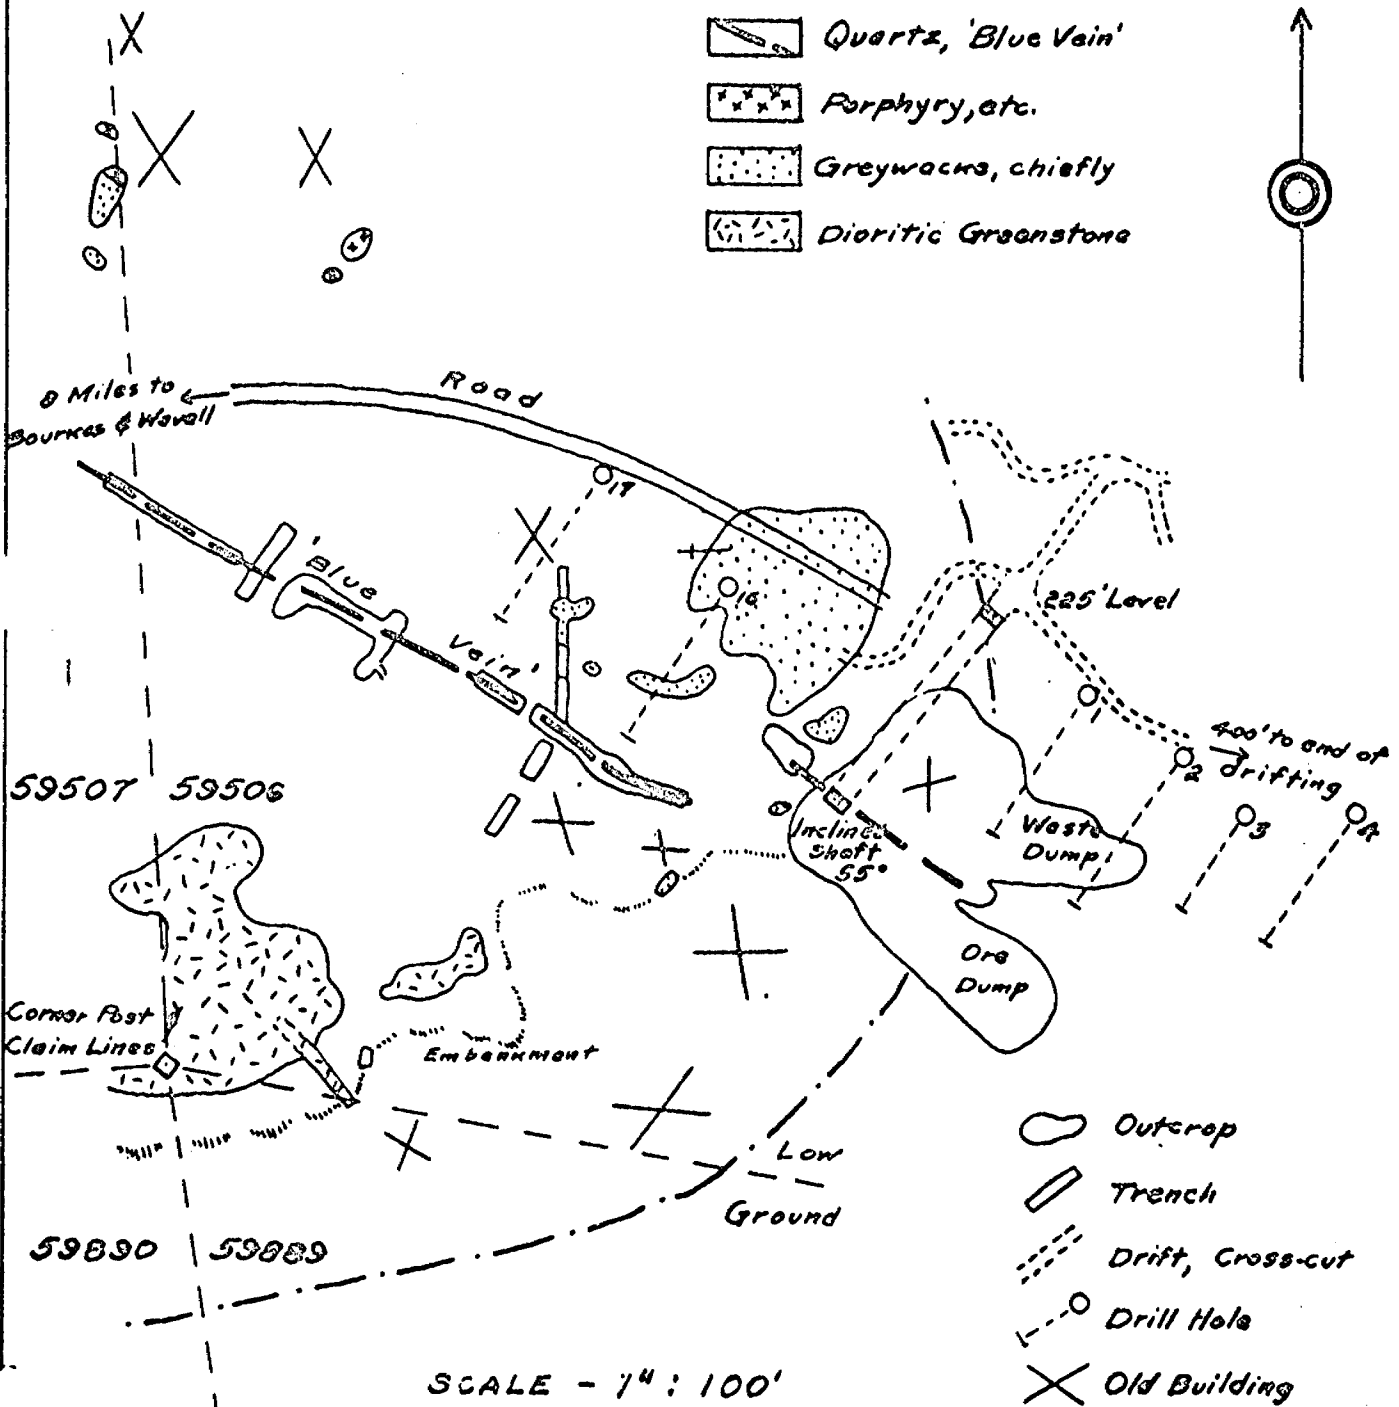 Quartz, 'Blue Vein'
Porphyry, etc.
Greywacke, chiefly
Dioritic Greenstone
8 Miles to
Bourkes & Wavall
Road
17
'Blue
Vein'
16
225' Level
1
400' to end of
drifting
2
3
4
59507
59506
Inclined
Shaft
55°
Waste
Dump
Ore
Dump
Corner Post
Claim Lines
Embankment
Low
Ground
59890
59889
Outcrop
Trench
Drift, Cross-cut
Drill Hole
Old Building
SCALE - 1" : 100'